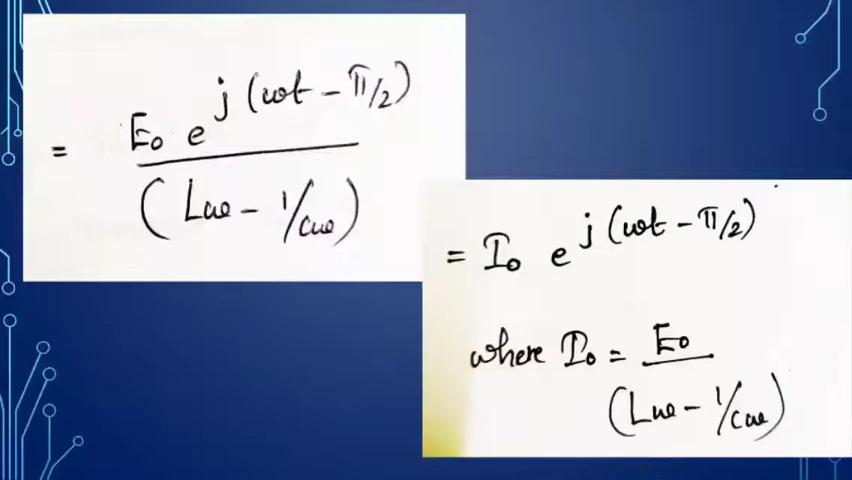 = E₀ e^j(ωt − π/2) / (Lω − 1/Cω)
= I₀ e^j(ωt − π/2)
where I₀ = E₀ / (Lω − 1/Cω)